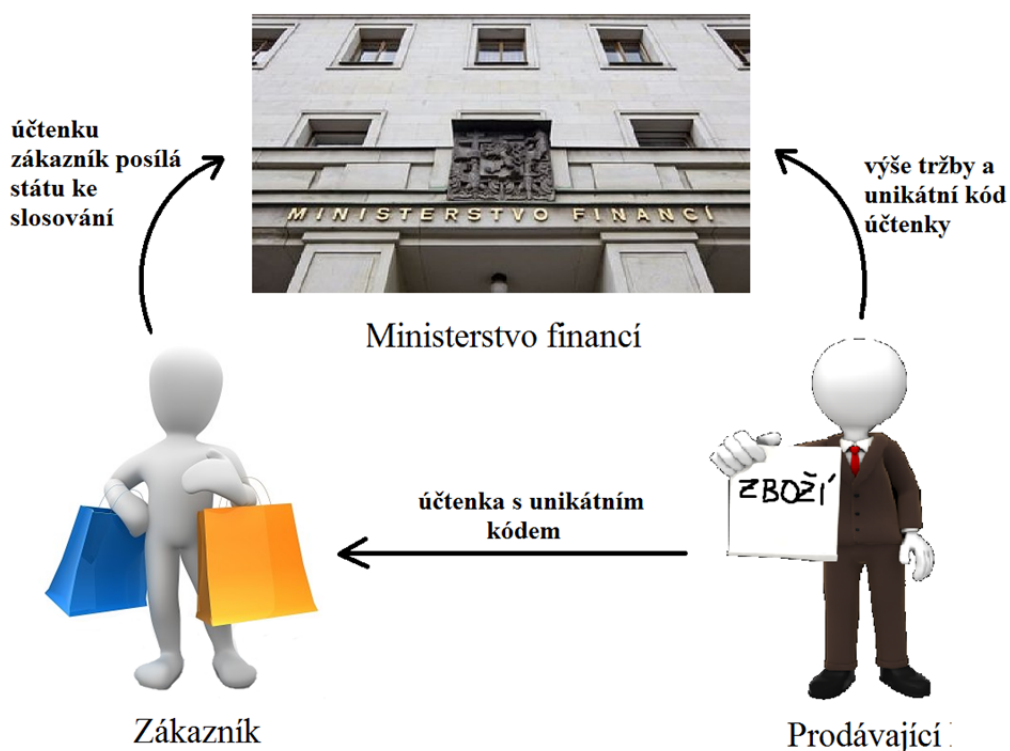 účtenku
zákazník posílá
státu ke
slosování
MINISTERSTVO FINANCÍ
výše tržby a
unikátní kód
účtenky
Ministerstvo financí
ZBOŽÍ
účtenka s unikátním
kódem
Zákazník
Prodávající